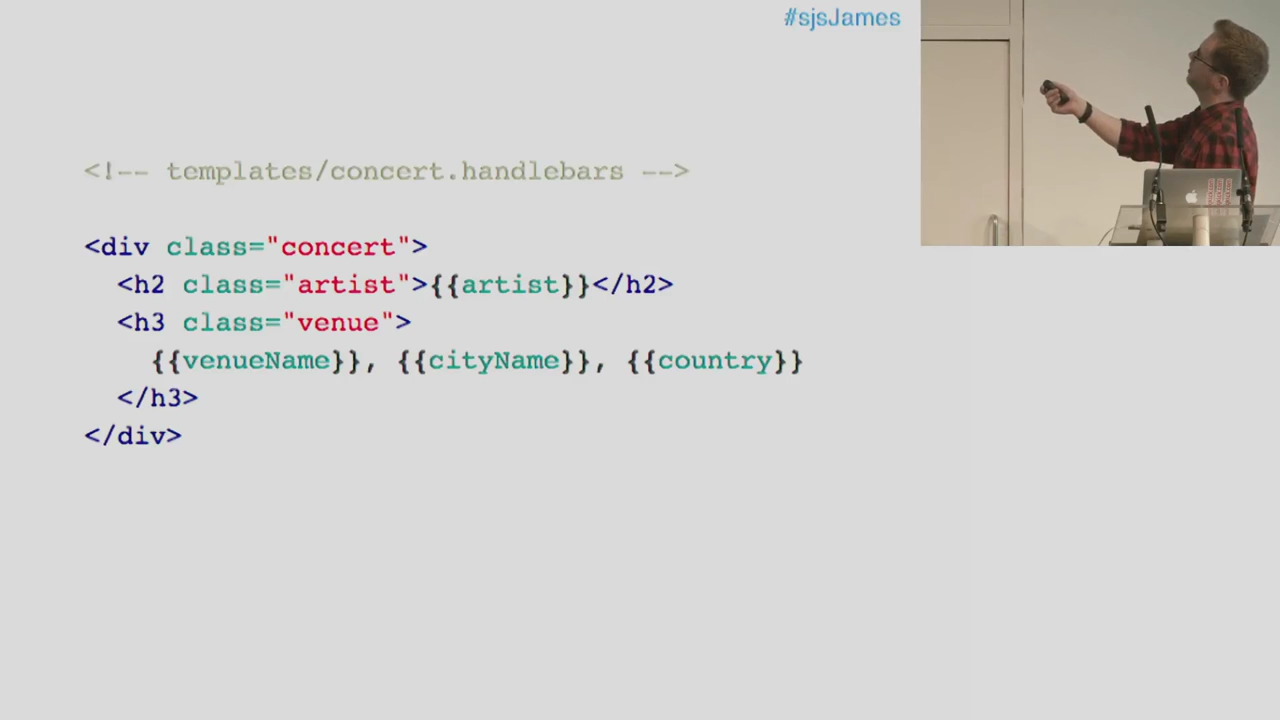 #sjsJames
<!-- templates/concert.handlebars -->
<div class="concert">
  <h2 class="artist">{{artist}}</h2>
  <h3 class="venue">
    {{venueName}}, {{cityName}}, {{country}}
  </h3>
</div>